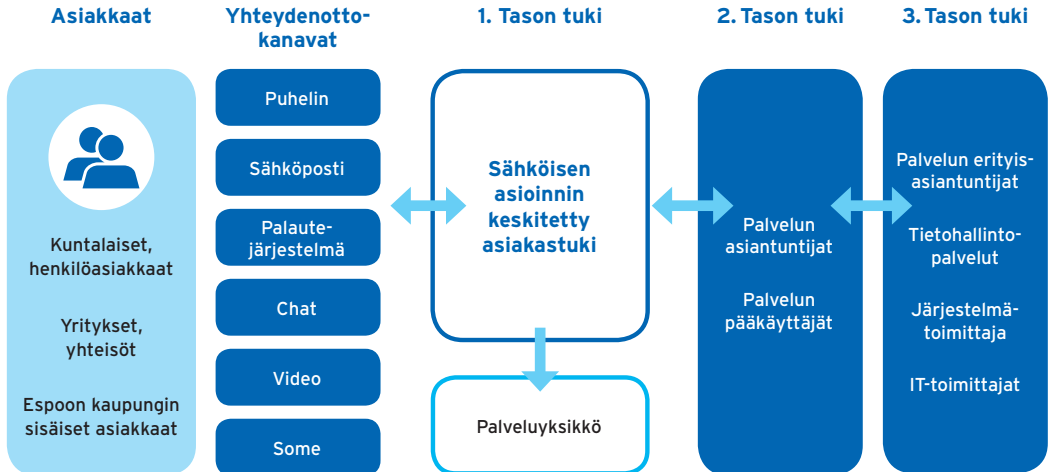 Asiakkaat
Yhteydenotto-
kanavat
1. Tason tuki
2. Tason tuki
3. Tason tuki
Kuntalaiset,
henkilöasiakkaat
Yritykset,
yhteisöt
Espoon kaupungin
sisäiset asiakkaat
Puhelin
Sähköposti
Palaute-
järjestelmä
Chat
Video
Some
Sähköisen
asioinnin
keskitetty
asiakastuki
Palveluyksikkö
Palvelun
asiantuntijat
Palvelun
pääkäyttäjät
Palvelun erityis-
asiantuntijat
Tietohallinto-
palvelut
Järjestelmä-
toimittaja
IT-toimittajat